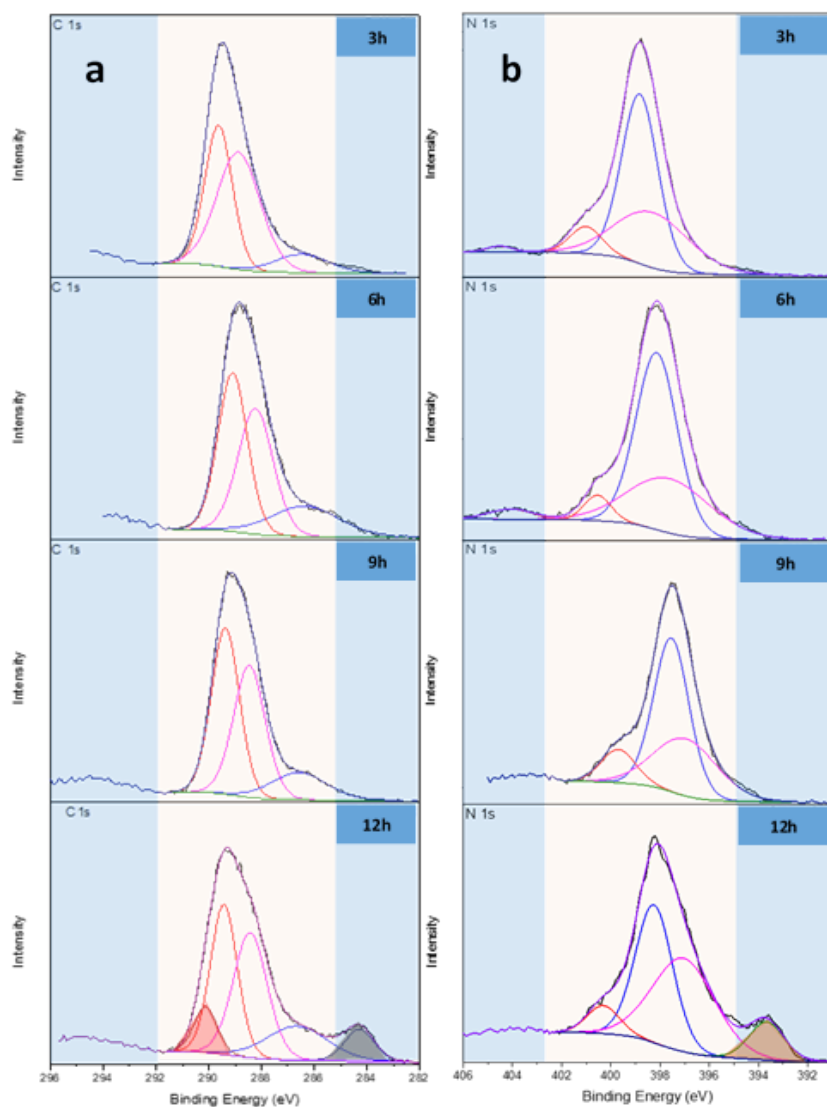 C 1s
3h
a
Intensity
C 1s
6h
Intensity
C 1s
9h
Intensity
C 1s
12h
Intensity
296 294 292 290 288 286 284 282
Binding Energy (eV)
N 1s
3h
b
Intensity
N 1s
6h
Intensity
N 1s
9h
Intensity
N 1s
12h
Intensity
406 404 402 400 398 396 394 392
Binding Energy (eV)